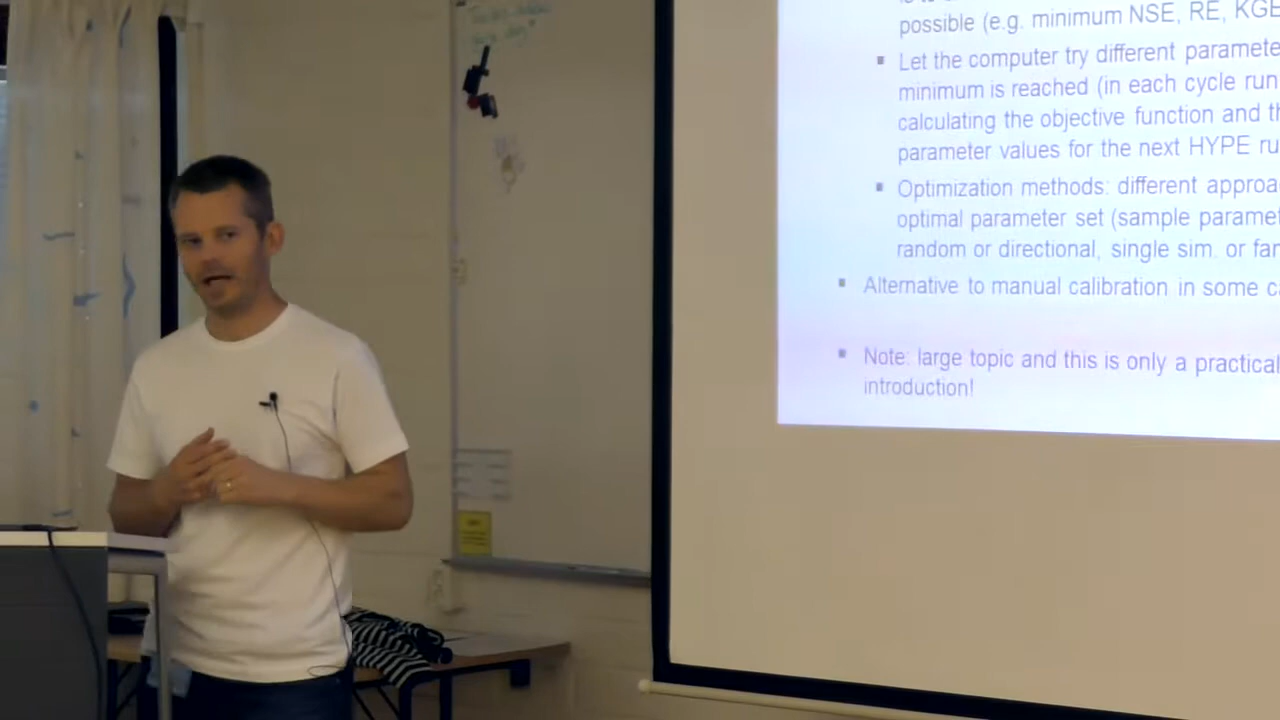 possible (e.g. minimum NSE, RE, KGE
Let the computer try different paramete
minimum is reached (in each cycle run
calculating the objective function and th
parameter values for the next HYPE ru
Optimization methods: different approa
optimal parameter set (sample paramet
random or directional, single sim. or
Alternative to manual calibration in some
Note: large topic and this is only a practical
introduction!